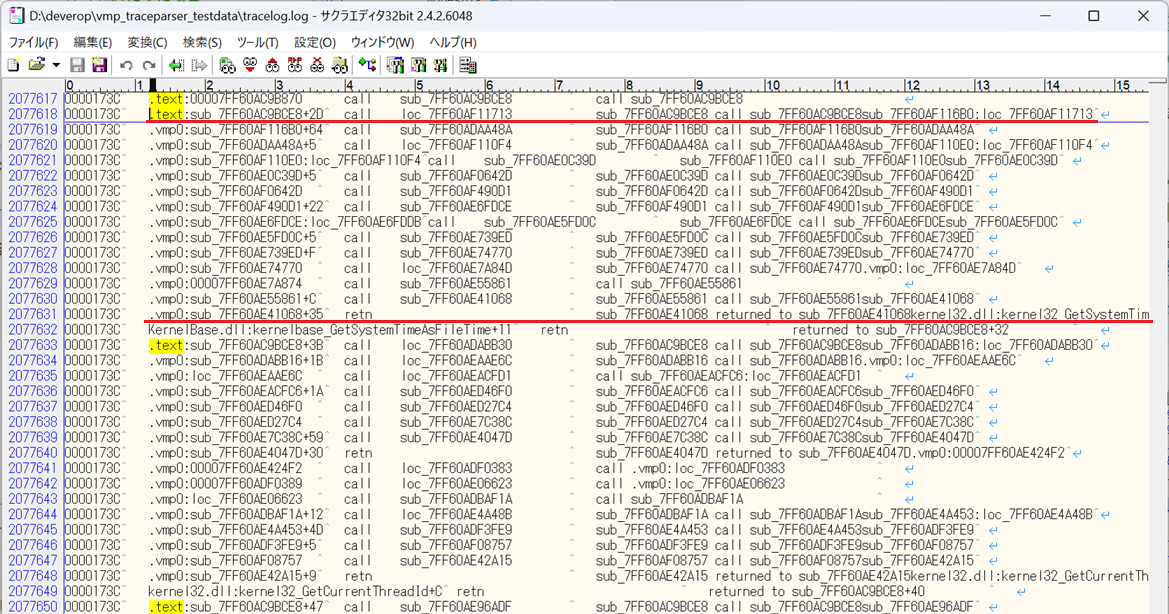 D:¥deverop¥vmp_traceparser_testdata¥tracelog.log - サクラエディタ32bit 2.4.2.6048
ファイル(F) 編集(E) 変換(C) 検索(S) ツール(T) 設定(O) ウィンドウ(W) ヘルプ(H)
0 1 2 3 4 5 6 7 8 9 10 11 12 13 14 15
2077617 0000173C .text:00007FF60AC9B870 call sub_7FF60AC9BCE8 call sub_7FF60AC9BCE8
2077618 0000173C .text:sub_7FF60AC9BCE8+2D call loc_7FF60AF11713 sub_7FF60AC9BCE8 call sub_7FF60AC9BCE8sub_7FF60AF116B0:loc_7FF60AF11713
2077619 0000173C .vmp0:sub_7FF60AF116B0+64 call sub_7FF60ADAA48A sub_7FF60AF116B0 call sub_7FF60AF116B0sub_7FF60ADAA48A
2077620 0000173C .vmp0:sub_7FF60ADAA48A+5 call loc_7FF60AF110F4 sub_7FF60ADAA48A call sub_7FF60ADAA48Asub_7FF60AF110E0:loc_7FF60AF110F4
2077621 0000173C .vmp0:sub_7FF60AF110E0:loc_7FF60AF110F4 call sub_7FF60AE0C39D sub_7FF60AF110E0 call sub_7FF60AF110E0sub_7FF60AE0C39D
2077622 0000173C .vmp0:sub_7FF60AE0C39D+5 call sub_7FF60AF0642D sub_7FF60AE0C39D call sub_7FF60AE0C39Dsub_7FF60AF0642D
2077623 0000173C .vmp0:sub_7FF60AF0642D call sub_7FF60AF490D1 sub_7FF60AF0642D call sub_7FF60AF0642Dsub_7FF60AF490D1
2077624 0000173C .vmp0:sub_7FF60AF490D1+22 call sub_7FF60AE6FDCE sub_7FF60AF490D1 call sub_7FF60AF490D1sub_7FF60AE6FDCE
2077625 0000173C .vmp0:sub_7FF60AE6FDCE:loc_7FF60AE6FDDB call sub_7FF60AE5FD0C sub_7FF60AE6FDCE call sub_7FF60AE6FDCEsub_7FF60AE5FD0C
2077626 0000173C .vmp0:sub_7FF60AE5FD0C+5 call sub_7FF60AE739ED sub_7FF60AE5FD0C call sub_7FF60AE5FD0Csub_7FF60AE739ED
2077627 0000173C .vmp0:sub_7FF60AE739ED+F call sub_7FF60AE74770 sub_7FF60AE739ED call sub_7FF60AE739EDsub_7FF60AE74770
2077628 0000173C .vmp0:sub_7FF60AE74770 call loc_7FF60AE7A84D sub_7FF60AE74770 call sub_7FF60AE74770.vmp0:loc_7FF60AE7A84D
2077629 0000173C .vmp0:00007FF60AE7A874 call sub_7FF60AE55861 call sub_7FF60AE55861
2077630 0000173C .vmp0:sub_7FF60AE55861+C call sub_7FF60AE41068 sub_7FF60AE55861 call sub_7FF60AE55861sub_7FF60AE41068
2077631 0000173C .vmp0:sub_7FF60AE41068+35 retn sub_7FF60AE41068 returned to sub_7FF60AE41068kernel32.dll:kernel32_GetSystemTim
2077632 0000173C KernelBase.dll:kernelbase_GetSystemTimeAsFileTime+11 retn returned to sub_7FF60AC9BCE8+32
2077633 0000173C .text:sub_7FF60AC9BCE8+3B call loc_7FF60ADABB30 sub_7FF60AC9BCE8 call sub_7FF60AC9BCE8sub_7FF60ADABB16:loc_7FF60ADABB30
2077634 0000173C .vmp0:sub_7FF60ADABB16+1B call loc_7FF60AEAAE6C sub_7FF60ADABB16 call sub_7FF60ADABB16.vmp0:loc_7FF60AEAAE6C
2077635 0000173C .vmp0:loc_7FF60AEAAE6C call loc_7FF60AEACFD1 call sub_7FF60AEACFC6:loc_7FF60AEACFD1
2077636 0000173C .vmp0:sub_7FF60AEACFC6+1A call sub_7FF60AED46F0 sub_7FF60AEACFC6 call sub_7FF60AEACFC6sub_7FF60AED46F0
2077637 0000173C .vmp0:sub_7FF60AED46F0 call sub_7FF60AED27C4 sub_7FF60AED46F0 call sub_7FF60AED46F0sub_7FF60AED27C4
2077638 0000173C .vmp0:sub_7FF60AED27C4 call sub_7FF60AE7C38C sub_7FF60AED27C4 call sub_7FF60AED27C4sub_7FF60AE7C38C
2077639 0000173C .vmp0:sub_7FF60AE7C38C+59 call sub_7FF60AE4047D sub_7FF60AE7C38C call sub_7FF60AE7C38Csub_7FF60AE4047D
2077640 0000173C .vmp0:sub_7FF60AE4047D+30 retn sub_7FF60AE4047D returned to sub_7FF60AE4047D.vmp0:00007FF60AE424F2
2077641 0000173C .vmp0:00007FF60AE424F2 call loc_7FF60ADF0383 call .vmp0:loc_7FF60ADF0383
2077642 0000173C .vmp0:00007FF60ADF0389 call loc_7FF60AE06623 call .vmp0:loc_7FF60AE06623
2077643 0000173C .vmp0:loc_7FF60AE06623 call sub_7FF60ADBAF1A call sub_7FF60ADBAF1A
2077644 0000173C .vmp0:sub_7FF60ADBAF1A+12 call loc_7FF60AE4A48B sub_7FF60ADBAF1A call sub_7FF60ADBAF1Asub_7FF60AE4A453:loc_7FF60AE4A48B
2077645 0000173C .vmp0:sub_7FF60AE4A453+4D call sub_7FF60ADF3FE9 sub_7FF60AE4A453 call sub_7FF60AE4A453sub_7FF60ADF3FE9
2077646 0000173C .vmp0:sub_7FF60ADF3FE9+5 call sub_7FF60AF08757 sub_7FF60ADF3FE9 call sub_7FF60ADF3FE9sub_7FF60AF08757
2077647 0000173C .vmp0:sub_7FF60AF08757 call sub_7FF60AE42A15 sub_7FF60AF08757 call sub_7FF60AF08757sub_7FF60AE42A15
2077648 0000173C .vmp0:sub_7FF60AE42A15+9 retn sub_7FF60AE42A15 returned to sub_7FF60AE42A15kernel32.dll:kernel32_GetCurrentTh
2077649 0000173C kernel32.dll:kernel32_GetCurrentThreadId+C retn returned to sub_7FF60AC9BCE8+40
2077650 0000173C .text:sub_7FF60AC9BCE8+47 call sub_7FF60AE96ADF sub_7FF60AC9BCE8 call sub_7FF60AC9BCE8sub_7FF60AE96ADF